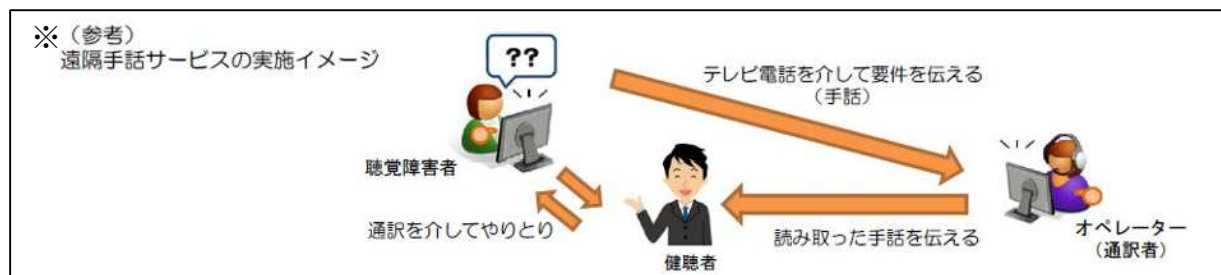 ※（参考）
遠隔手話サービスの実施イメージ
??
テレビ電話を介して要件を伝える
（手話）
聴覚障害者
通訳を介してやりとり
読み取った手話を伝える
オペレーター
（通訳者）
健聴者